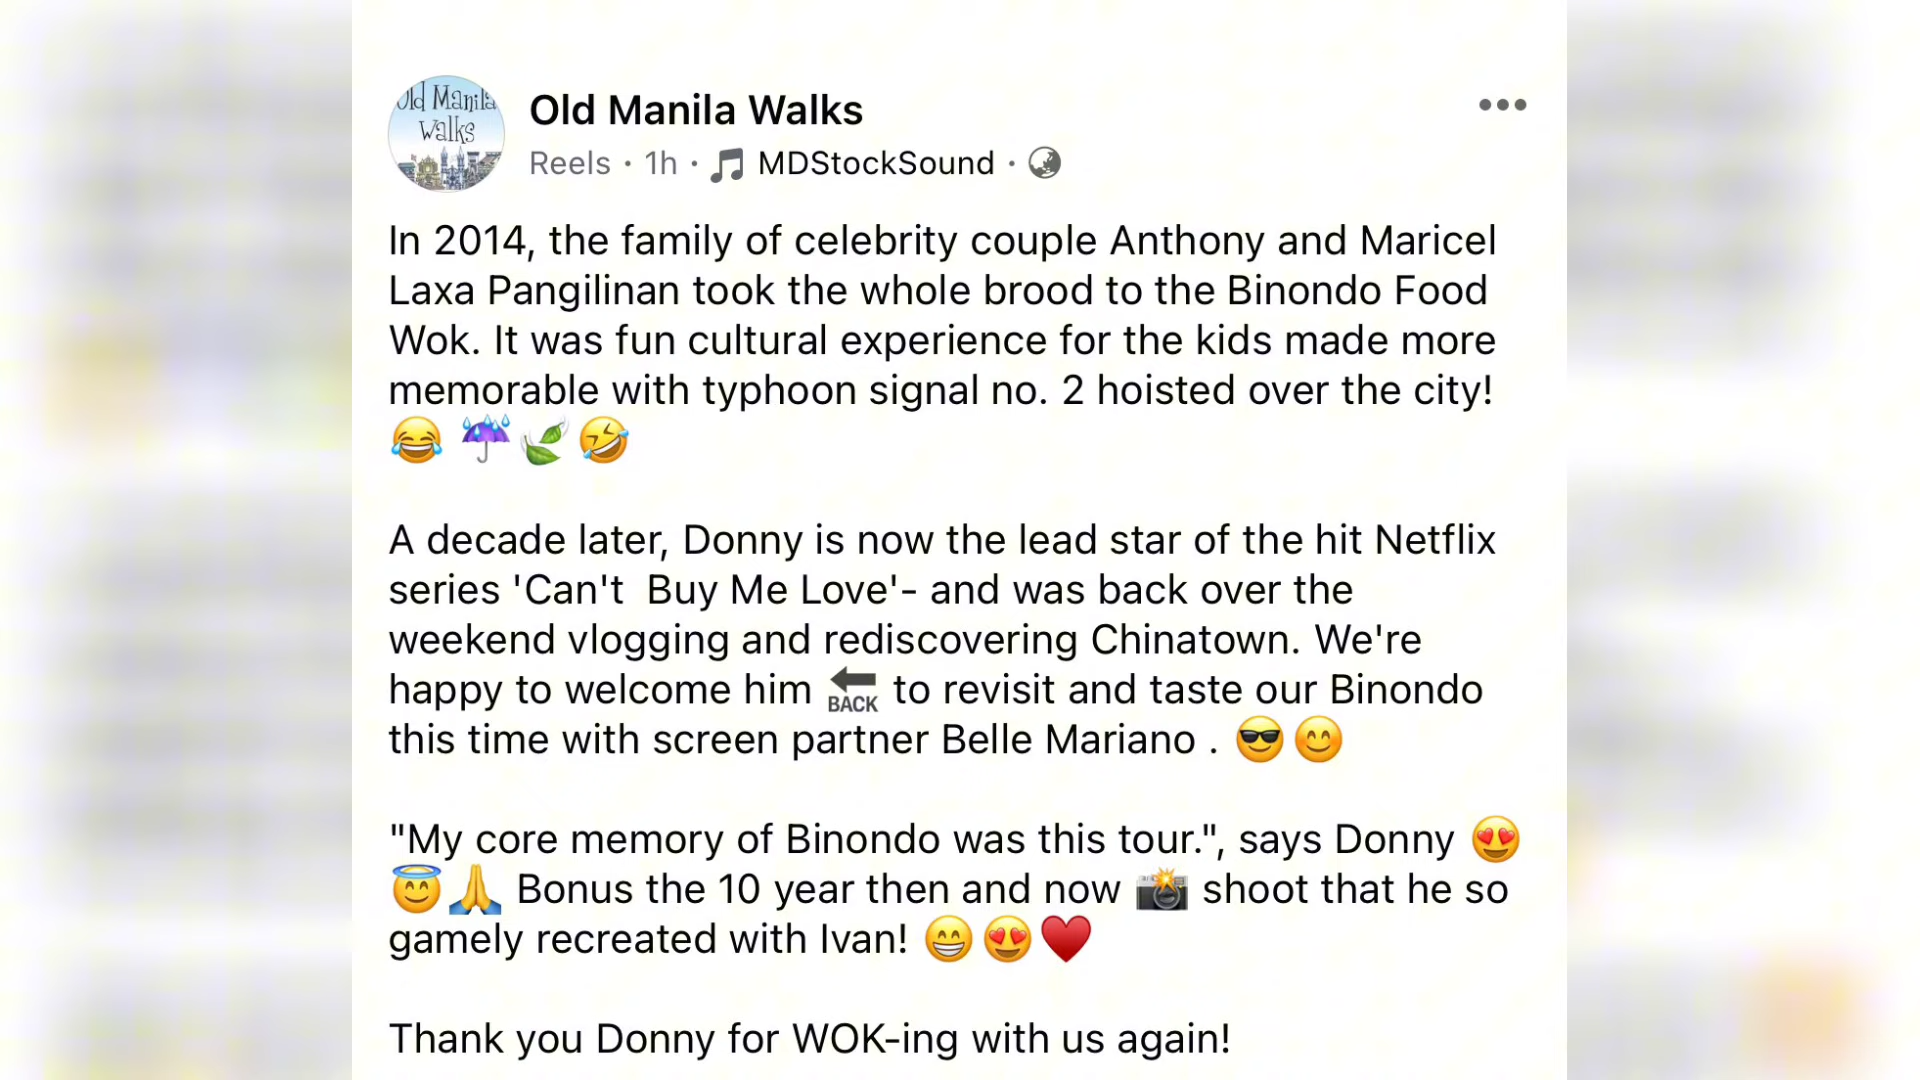 Old Manila
Walks
Old Manila Walks
Reels · 1h · 🎵 MDStockSound ·
In 2014, the family of celebrity couple Anthony and Maricel
Laxa Pangilinan took the whole brood to the Binondo Food
Wok. It was fun cultural experience for the kids made more
memorable with typhoon signal no. 2 hoisted over the city!
😂 ☔🍃🤣
A decade later, Donny is now the lead star of the hit Netflix
series 'Can't  Buy Me Love'- and was back over the
weekend vlogging and rediscovering Chinatown. We're
happy to welcome him 🔙 to revisit and taste our Binondo
this time with screen partner Belle Mariano . 😎😊
"My core memory of Binondo was this tour.", says Donny 😍
😇🙏 Bonus the 10 year then and now 📸 shoot that he so
gamely recreated with Ivan! 😁😍♥️
Thank you Donny for WOK-ing with us again!